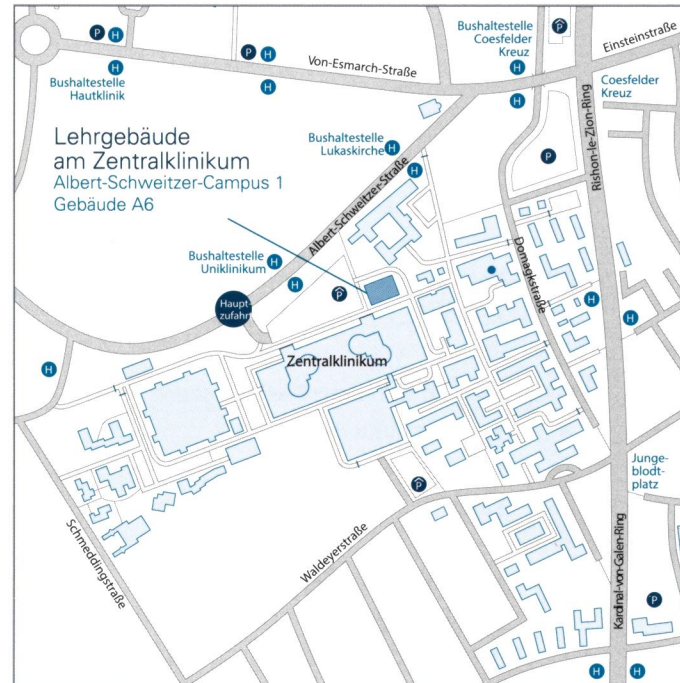 P
H
P
H
H
Bushaltestelle
Hautklinik
H
Von-Esmarch-Straße
Bushaltestelle
Coesfelder
Kreuz
H
H
P
Einsteinstraße
Coesfelder
Kreuz
Rishon-le-Zion-Ring
Lehrgebäude
am Zentralklinikum
Albert-Schweitzer-Campus 1
Gebäude A6
Bushaltestelle
Lukaskirche
H
H
Albert-Schweitzer-Straße
P
Domagkstraße
Bushaltestelle
Uniklinikum
H
H
P
Haupt-
zufahrt
H
H
H
Zentralklinikum
P
Junge-
blodt-
platz
Schmeddingstraße
Waldeyerstraße
Kardinal-von-Galen-Ring
P
H
H